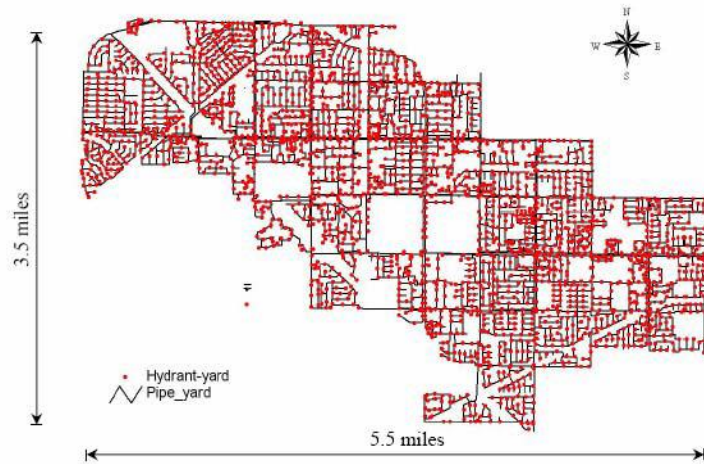 N
W E
S
3.5 miles
Hydrant-yard
Pipe_yard
5.5 miles